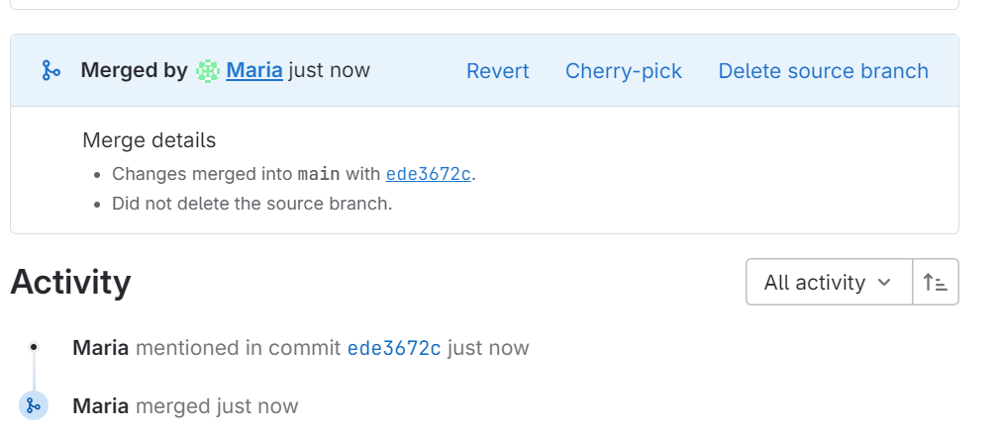 Merged by Maria just now Revert Cherry-pick Delete source branch
Merge details
Changes merged into main with ede3672c.
Did not delete the source branch.
Activity
All activity
Maria mentioned in commit ede3672c just now
Maria merged just now